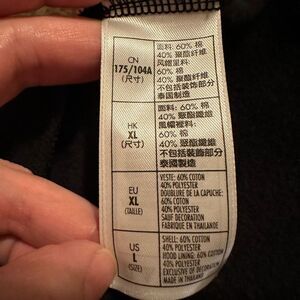 CN
175/104A
(尺寸)
面料: 60% 棉
40% 聚酯纤维
风帽里料:
60% 棉
40% 聚酯纤维
不包括装饰部分
泰国制造
HK
XL
(尺寸)
面料: 60% 棉
40% 聚酯纖維
風帽裡料:
60% 棉
40% 聚酯纖維
不包括裝飾部分
泰國製造
EU
XL
(TAILLE)
VESTE: 60% COTON
40% POLYESTER
DOUBLURE DE LA CAPUCHE:
60% COTON
40% POLYESTER
SAUF DECORATION
FABRIQUE EN THAILANDE
US
L
(SIZE)
SHELL: 60% COTTON
40% POLYESTER
HOOD LINING: 60% COTTON
40% POLYESTER
EXCLUSIVE OF DECORATION
MADE IN THAILAND